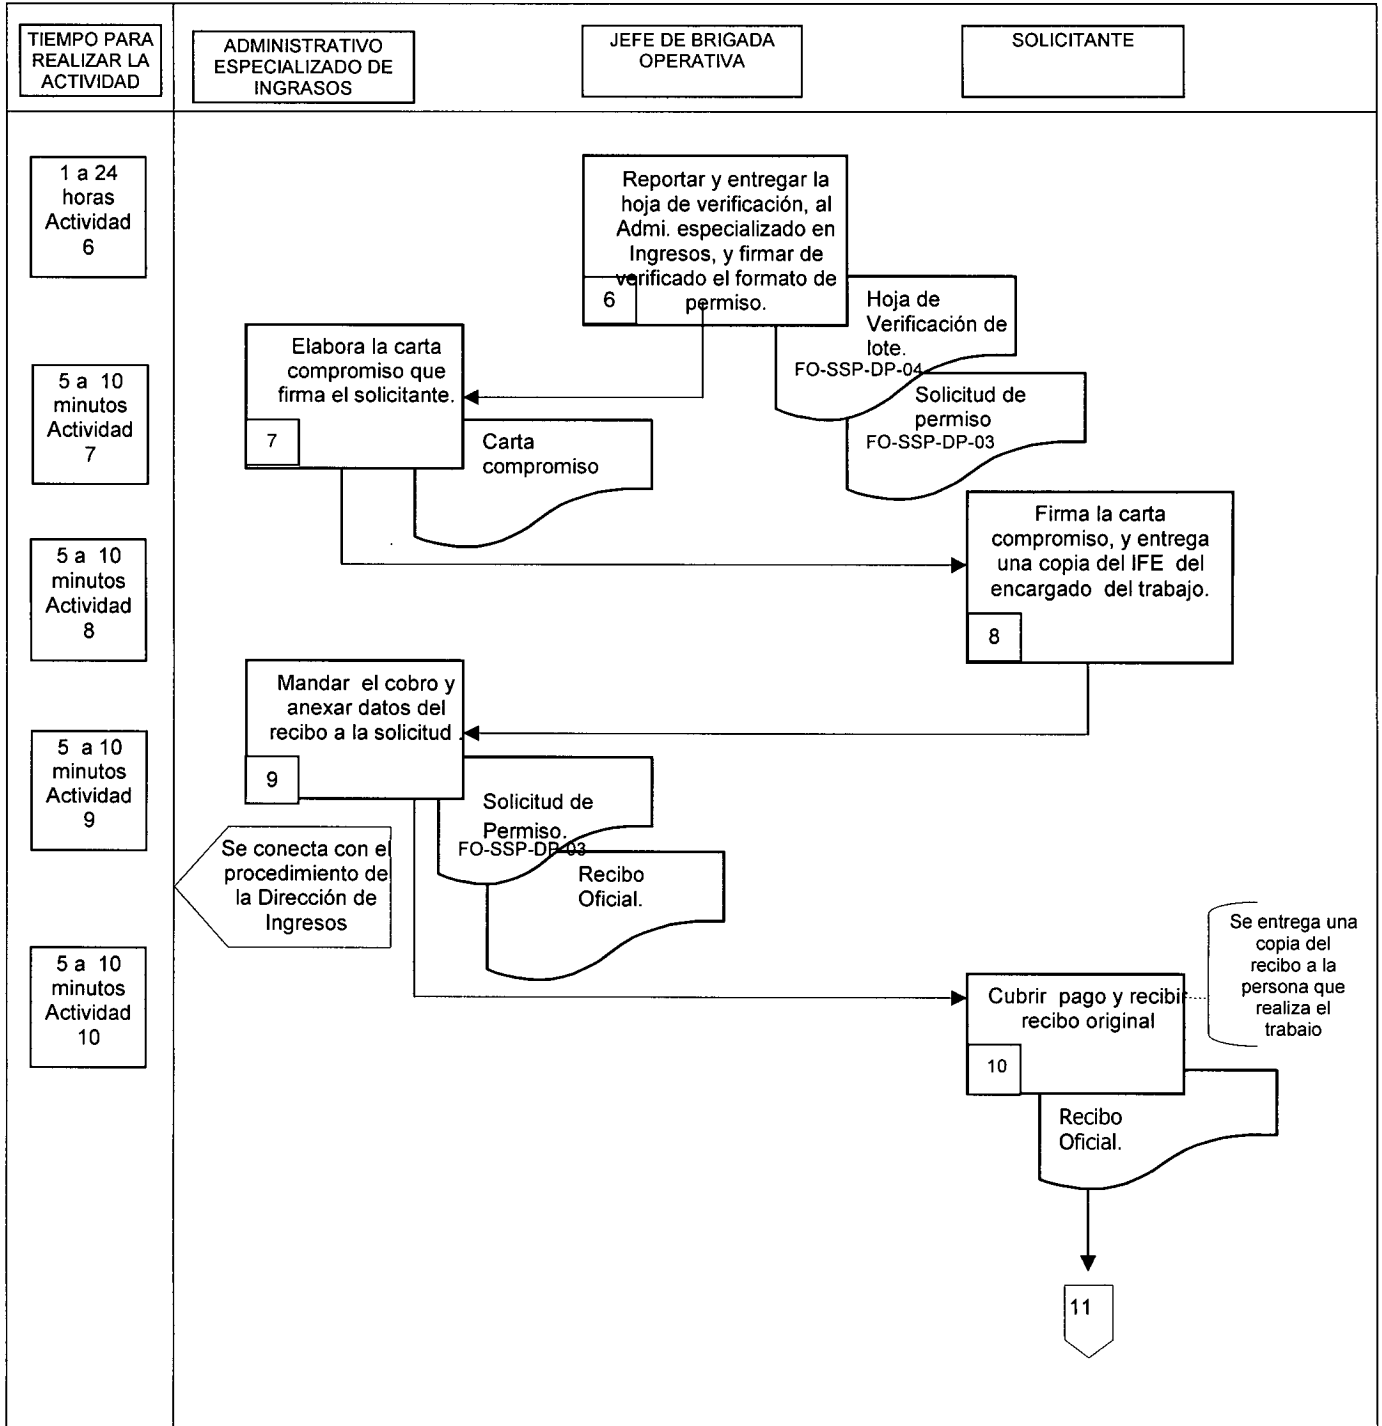 TIEMPO PARA
REALIZAR LA
ACTIVIDAD
ADMINISTRATIVO
ESPECIALIZADO DE
INGRASOS
JEFE DE BRIGADA
OPERATIVA
SOLICITANTE
1 a 24
horas
Actividad
6
Reportar y entregar la
hoja de verificación, al
Admi. especializado en
Ingresos, y firmar de
verificado el formato de
permiso.
6
Hoja de
Verificación de
lote.
FO-SSP-DP-04
Solicitud de
permiso
FO-SSP-DP-03
5 a 10
minutos
Actividad
7
Elabora la carta
compromiso que
firma el solicitante.
7
Carta
compromiso
5 a 10
minutos
Actividad
8
Firma la carta
compromiso, y entrega
una copia del IFE del
encargado del trabajo.
8
5 a 10
minutos
Actividad
9
Mandar el cobro y
anexar datos del
recibo a la solicitud .
9
Solicitud de
Permiso.
FO-SSP-DP-03
Recibo
Oficial.
Se conecta con el
procedimiento de
la Dirección de
Ingresos
5 a 10
minutos
Actividad
10
Cubrir pago y recibir
recibo original
10
Se entrega una
copia del
recibo a la
persona que
realiza el
trabaio
Recibo
Oficial.
11